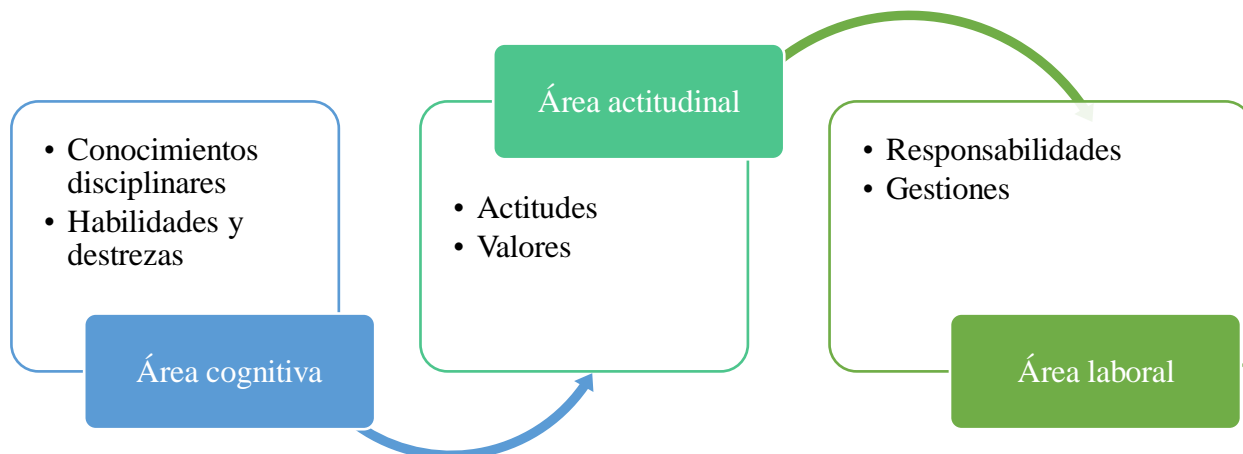 • Conocimientos
disciplinares
• Habilidades y
destrezas
Área cognitiva
Área actitudinal
• Actitudes
• Valores
• Responsabilidades
• Gestiones
Área laboral